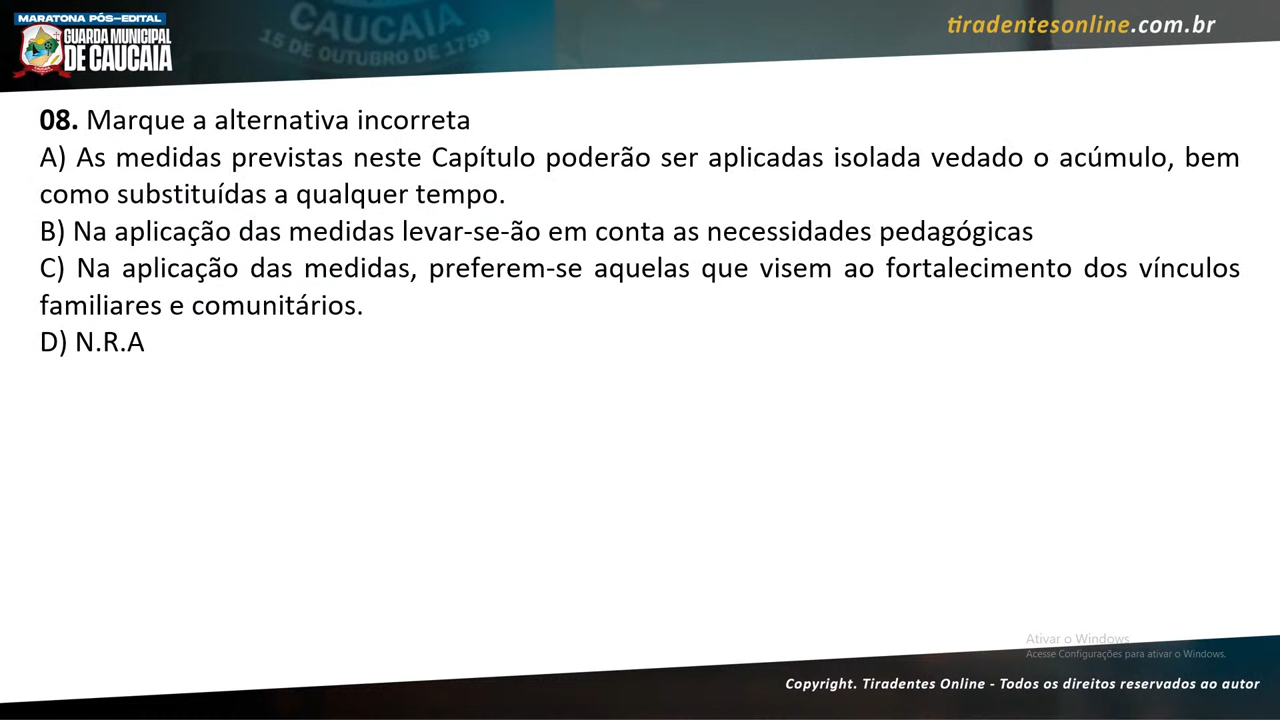 MARATONA PÓS-EDITAL
GUARDA MUNICIPAL
DE CAUCAIA
CAUCAIA
15 DE OUTUBRO DE 1759
tiradentesonline.com.br
08. Marque a alternativa incorreta
A) As medidas previstas neste Capítulo poderão ser aplicadas isolada vedado o acúmulo, bem
como substituídas a qualquer tempo.
B) Na aplicação das medidas levar-se-ão em conta as necessidades pedagógicas
C) Na aplicação das medidas, preferem-se aquelas que visem ao fortalecimento dos vínculos
familiares e comunitários.
D) N.R.A
Ativar o Windows
Acesse Configurações para ativar o Windows.
Copyright. Tiradentes Online - Todos os direitos reservados ao autor